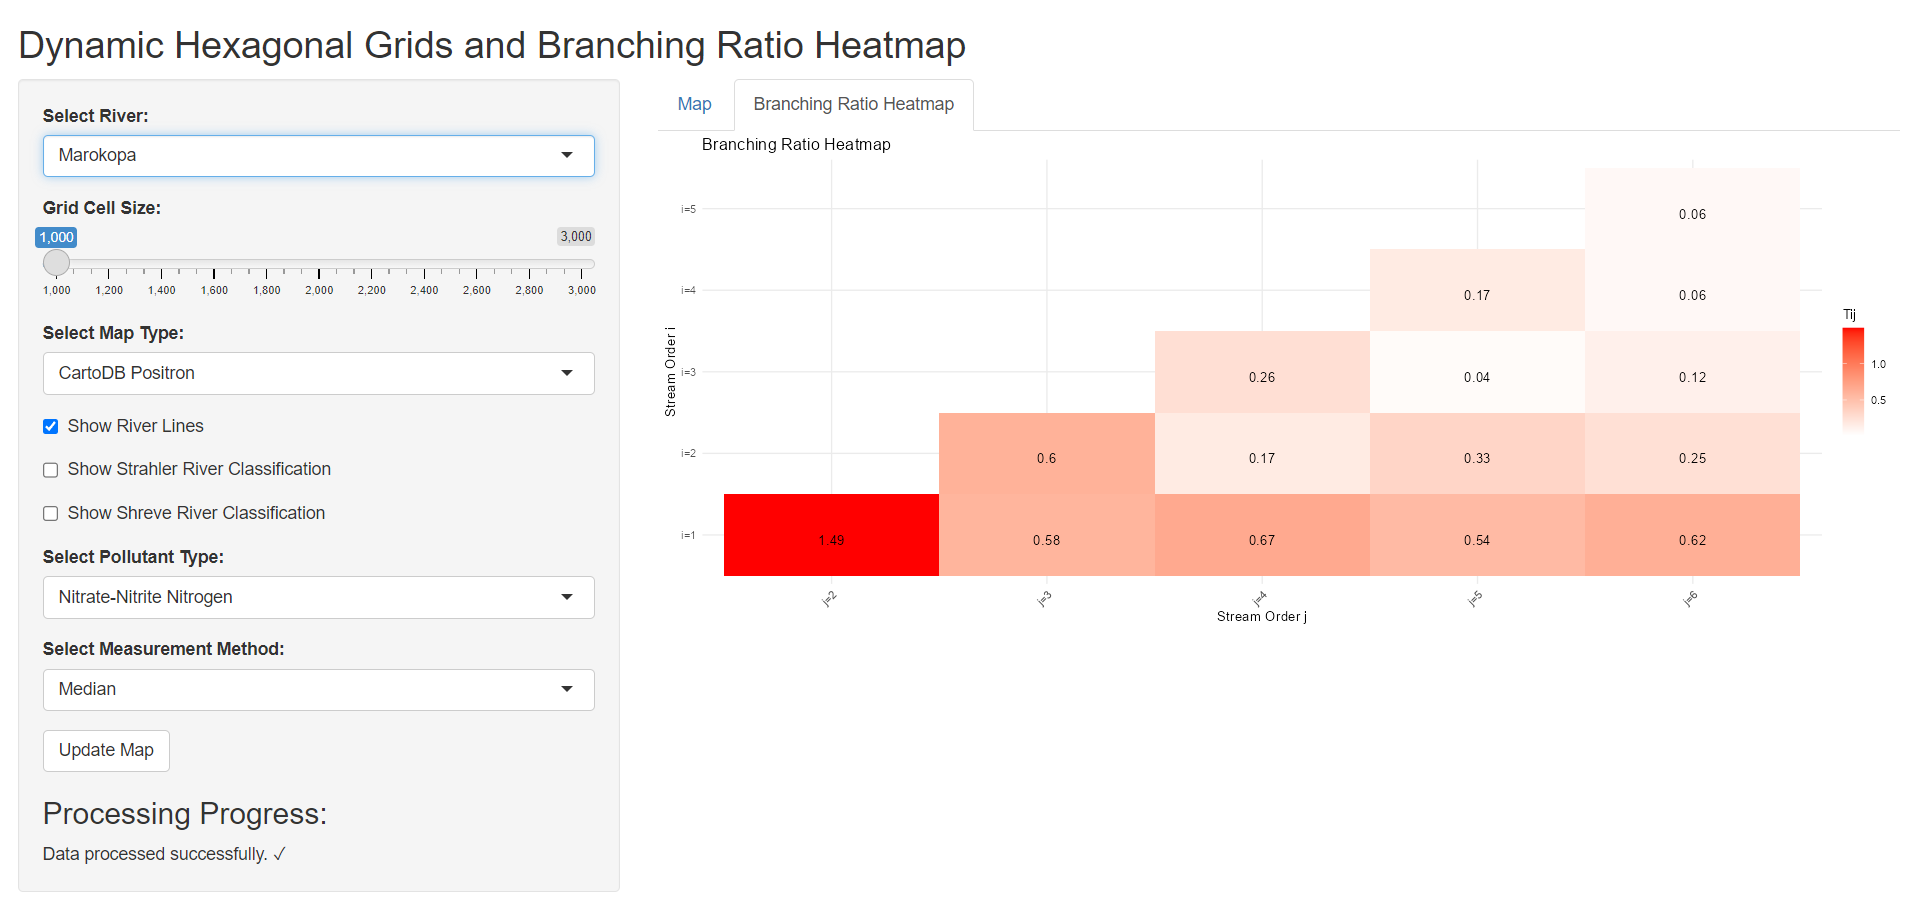 Dynamic Hexagonal Grids and Branching Ratio Heatmap
Select River:
Marokopa
Grid Cell Size:
1,000 3,000
1,000 1,200 1,400 1,600 1,800 2,000 2,200 2,400 2,600 2,800 3,000
Select Map Type:
CartoDB Positron
Show River Lines
Show Strahler River Classification
Show Shreve River Classification
Select Pollutant Type:
Nitrate-Nitrite Nitrogen
Select Measurement Method:
Median
Update Map
Processing Progress:
Data processed successfully. ✓
Map Branching Ratio Heatmap
Branching Ratio Heatmap
Stream Order i
i=5 0.06
i=4 0.17 0.06
i=3 0.26 0.04 0.12
i=2 0.6 0.17 0.33 0.25
i=1 1.49 0.58 0.67 0.54 0.62
j=2 j=3 j=4 j=5 j=6
Stream Order j
Tij
1.0
0.5